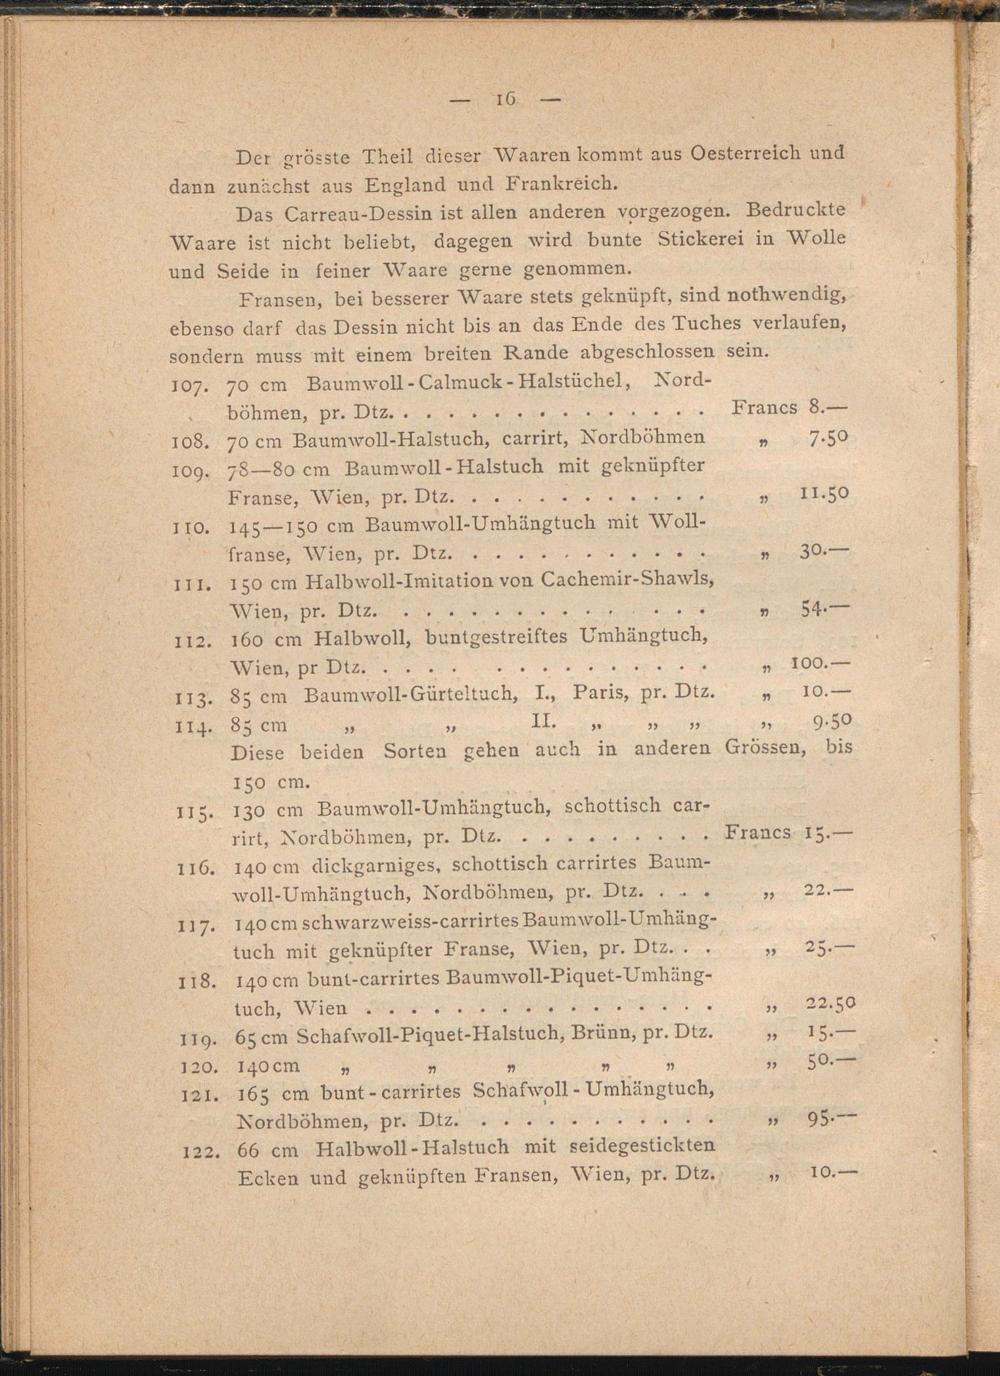 — 16 —
Der grösste Theil dieser Waaren kommt aus Oesterreich und
dann zunächst aus England und Frankreich.
Das Carreau-Dessin ist allen anderen vorgezogen. Bedruckte
Waare ist nicht beliebt, dagegen wird bunte Stickerei in Wolle
und Seide in feiner Waare gerne genommen.
Fransen, bei besserer Waare stets geknüpft, sind nothwendig,
ebenso darf das Dessin nicht bis an das Ende des Tuches verlaufen,
sondern muss mit einem breiten Rande abgeschlossen sein.
107. 70 cm Baumwoll-Calmuck-Halstüchel, Nord-
böhmen, pr. Dtz. . . . . . . . . . . . . . . . Francs 8.—
108. 70 cm Baumwoll-Halstuch, carrirt, Nordböhmen „ 7.50
109. 78—80 cm Baumwoll-Halstuch mit geknüpfter
Franse, Wien, pr. Dtz. . . . . . . . . . . . . „ 11.50
110. 145—150 cm Baumwoll-Umhängtuch mit Woll-
franse, Wien, pr. Dtz. . . . . . . . . . . . . „ 30.—
111. 150 cm Halbwoll-Imitation von Cachemir-Shawls,
Wien, pr. Dtz. . . . . . . . . . . . . . . . „ 54.—
112. 160 cm Halbwoll, buntgestreiftes Umhängtuch,
Wien, pr Dtz. . . . . . . . . . . . . . . . „ 100.—
113. 85 cm Baumwoll-Gürteltuch, I., Paris, pr. Dtz. „ 10.—
114. 85 cm „ „ II. „ „ „ „ 9.50
Diese beiden Sorten gehen auch in anderen Grössen, bis
150 cm.
115. 130 cm Baumwoll-Umhängtuch, schottisch car-
rirt, Nordböhmen, pr. Dtz. . . . . . . . . . . Francs 15.—
116. 140 cm dickgarniges, schottisch carrirtes Baum-
woll-Umhängtuch, Nordböhmen, pr. Dtz. . . . . „ 22.—
117. 140 cm schwarzweiss-carrirtes Baumwoll-Umhäng-
tuch mit geknüpfter Franse, Wien, pr. Dtz. . . „ 25.—
118. 140 cm bunt-carrirtes Baumwoll-Piquet-Umhäng-
tuch, Wien . . . . . . . . . . . . . . . . . „ 22.50
119. 65 cm Schafwoll-Piquet-Halstuch, Brünn, pr. Dtz. „ 15.—
120. 140 cm „ „ „ „ „ „ 50.—
121. 165 cm bunt-carrirtes Schafwoll-Umhängtuch,
Nordböhmen, pr. Dtz. . . . . . . . . . . . . „ 95.—
122. 66 cm Halbwoll-Halstuch mit seidegestickten
Ecken und geknüpften Fransen, Wien, pr. Dtz. „ 10.—